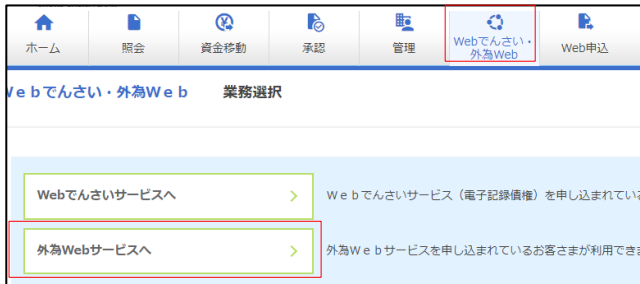 ホーム
照会
資金移動
承認
管理
Webでんさい・
外為Web
Web申込
Ｗｅｂでんさい・外為Ｗｅｂ　業務選択
Webでんさいサービスへ
Ｗｅｂでんさいサービス（電子記録債権）を申し込まれている
外為Webサービスへ
外為Ｗｅｂサービスを申し込まれているお客さまが利用でき